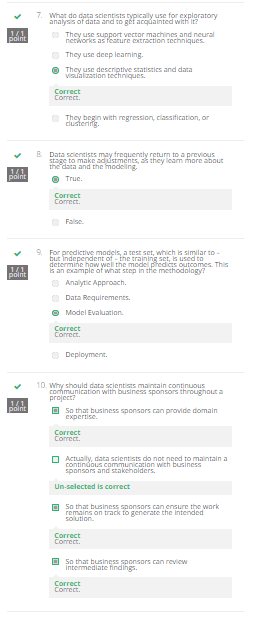 7. What do data scientists typically use for exploratory
analysis of data and to get acquainted with it?
1 / 1
point
They use support vector machines and neural
networks as feature extraction techniques.
They use deep learning.
They use descriptive statistics and data
visualization techniques.
Correct
Correct.
They begin with regression, classification, or
clustering.
8. Data scientists may frequently return to a previous
stage to make adjustments, as they learn more about
the data and the modeling.
1 / 1
point
True.
Correct
Correct.
False.
9. For predictive models, a test set, which is similar to –
but independent of – the training set, is used to
determine how well the model predicts outcomes. This
is an example of what step in the methodology?
1 / 1
point
Analytic Approach.
Data Requirements.
Model Evaluation.
Correct
Correct.
Deployment.
10. Why should data scientists maintain continuous
communication with business sponsors throughout a
project?
1 / 1
point
So that business sponsors can provide domain
expertise.
Correct
Correct.
Actually, data scientists do not need to maintain a
continuous communication with business
sponsors and stakeholders.
Un-selected is correct
So that business sponsors can ensure the work
remains on track to generate the intended
solution.
Correct
Correct.
So that business sponsors can review
intermediate findings.
Correct
Correct.